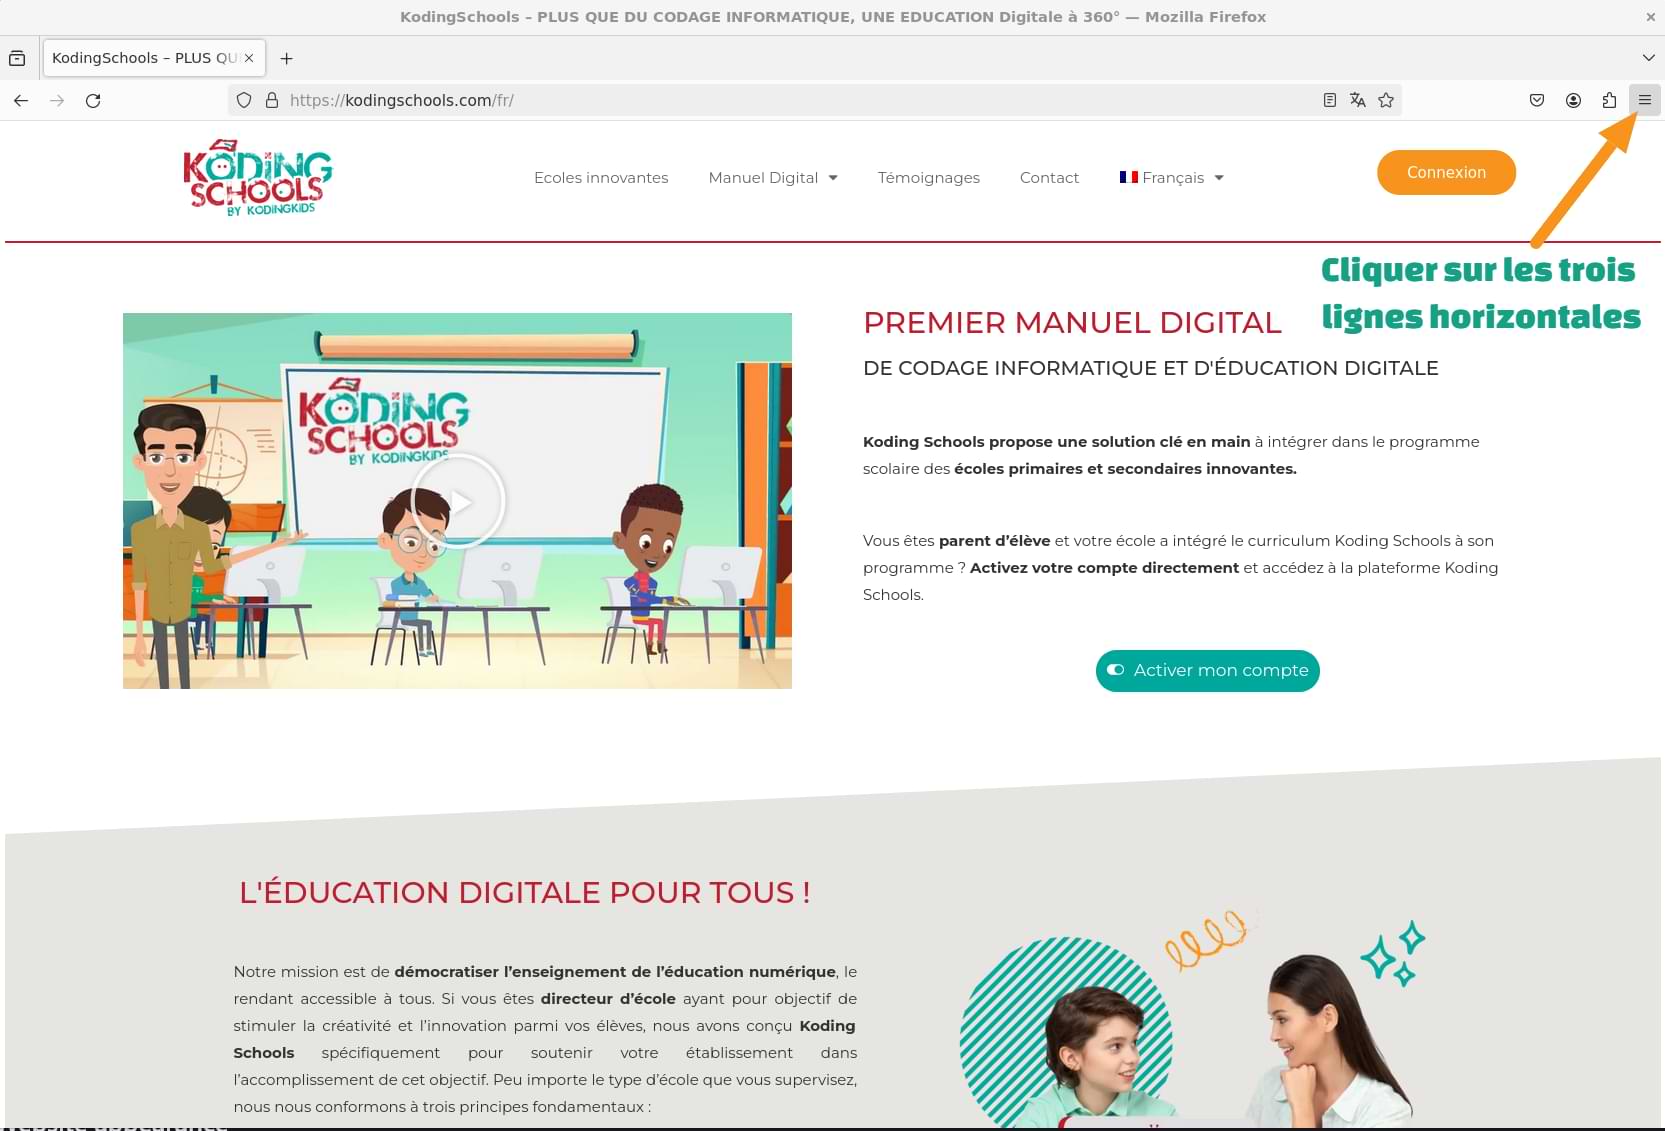 KodingSchools – PLUS QUE DU CODAGE INFORMATIQUE, UNE EDUCATION Digitale à 360° — Mozilla Firefox
KodingSchools – PLUS QU
https://kodingschools.com/fr/
KODING
SCHOOLS
BY KODINGKIDS
Ecoles innovantes
Manuel Digital
Témoignages
Contact
Français
Connexion
Cliquer sur les trois
lignes horizontales
KODING
SCHOOLS
BY KODINGKIDS
PREMIER MANUEL DIGITAL
DE CODAGE INFORMATIQUE ET D'ÉDUCATION DIGITALE
Koding Schools propose une solution clé en main à intégrer dans le programme
scolaire des écoles primaires et secondaires innovantes.
Vous êtes parent d’élève et votre école a intégré le curriculum Koding Schools à son
programme ? Activez votre compte directement et accédez à la plateforme Koding
Schools.
Activer mon compte
L'ÉDUCATION DIGITALE POUR TOUS !
Notre mission est de démocratiser l’enseignement de l’éducation numérique, le
rendant accessible à tous. Si vous êtes directeur d’école ayant pour objectif de
stimuler la créativité et l’innovation parmi vos élèves, nous avons conçu Koding
Schools spécifiquement pour soutenir votre établissement dans
l’accomplissement de cet objectif. Peu importe le type d’école que vous supervisez,
nous nous conformons à trois principes fondamentaux :